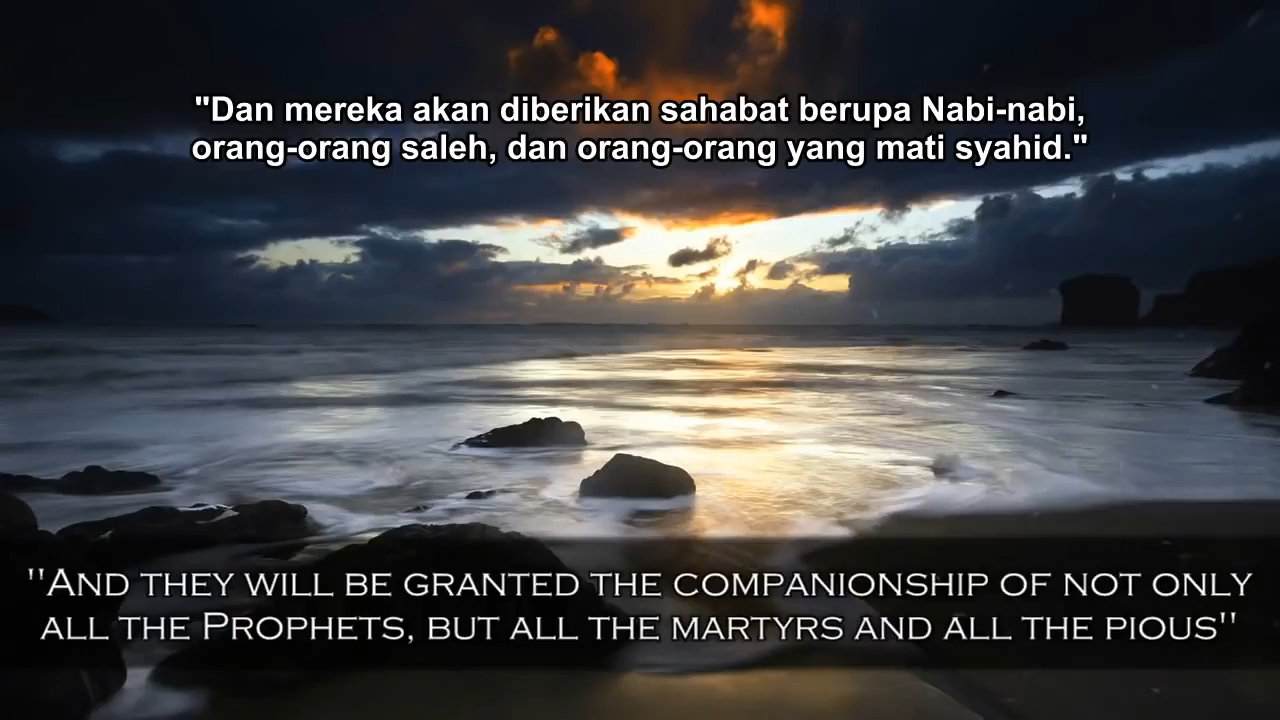 "Dan mereka akan diberikan sahabat berupa Nabi-nabi,
orang-orang saleh, dan orang-orang yang mati syahid."
"And they will be granted the companionship of not only
all the Prophets, but all the martyrs and all the pious"